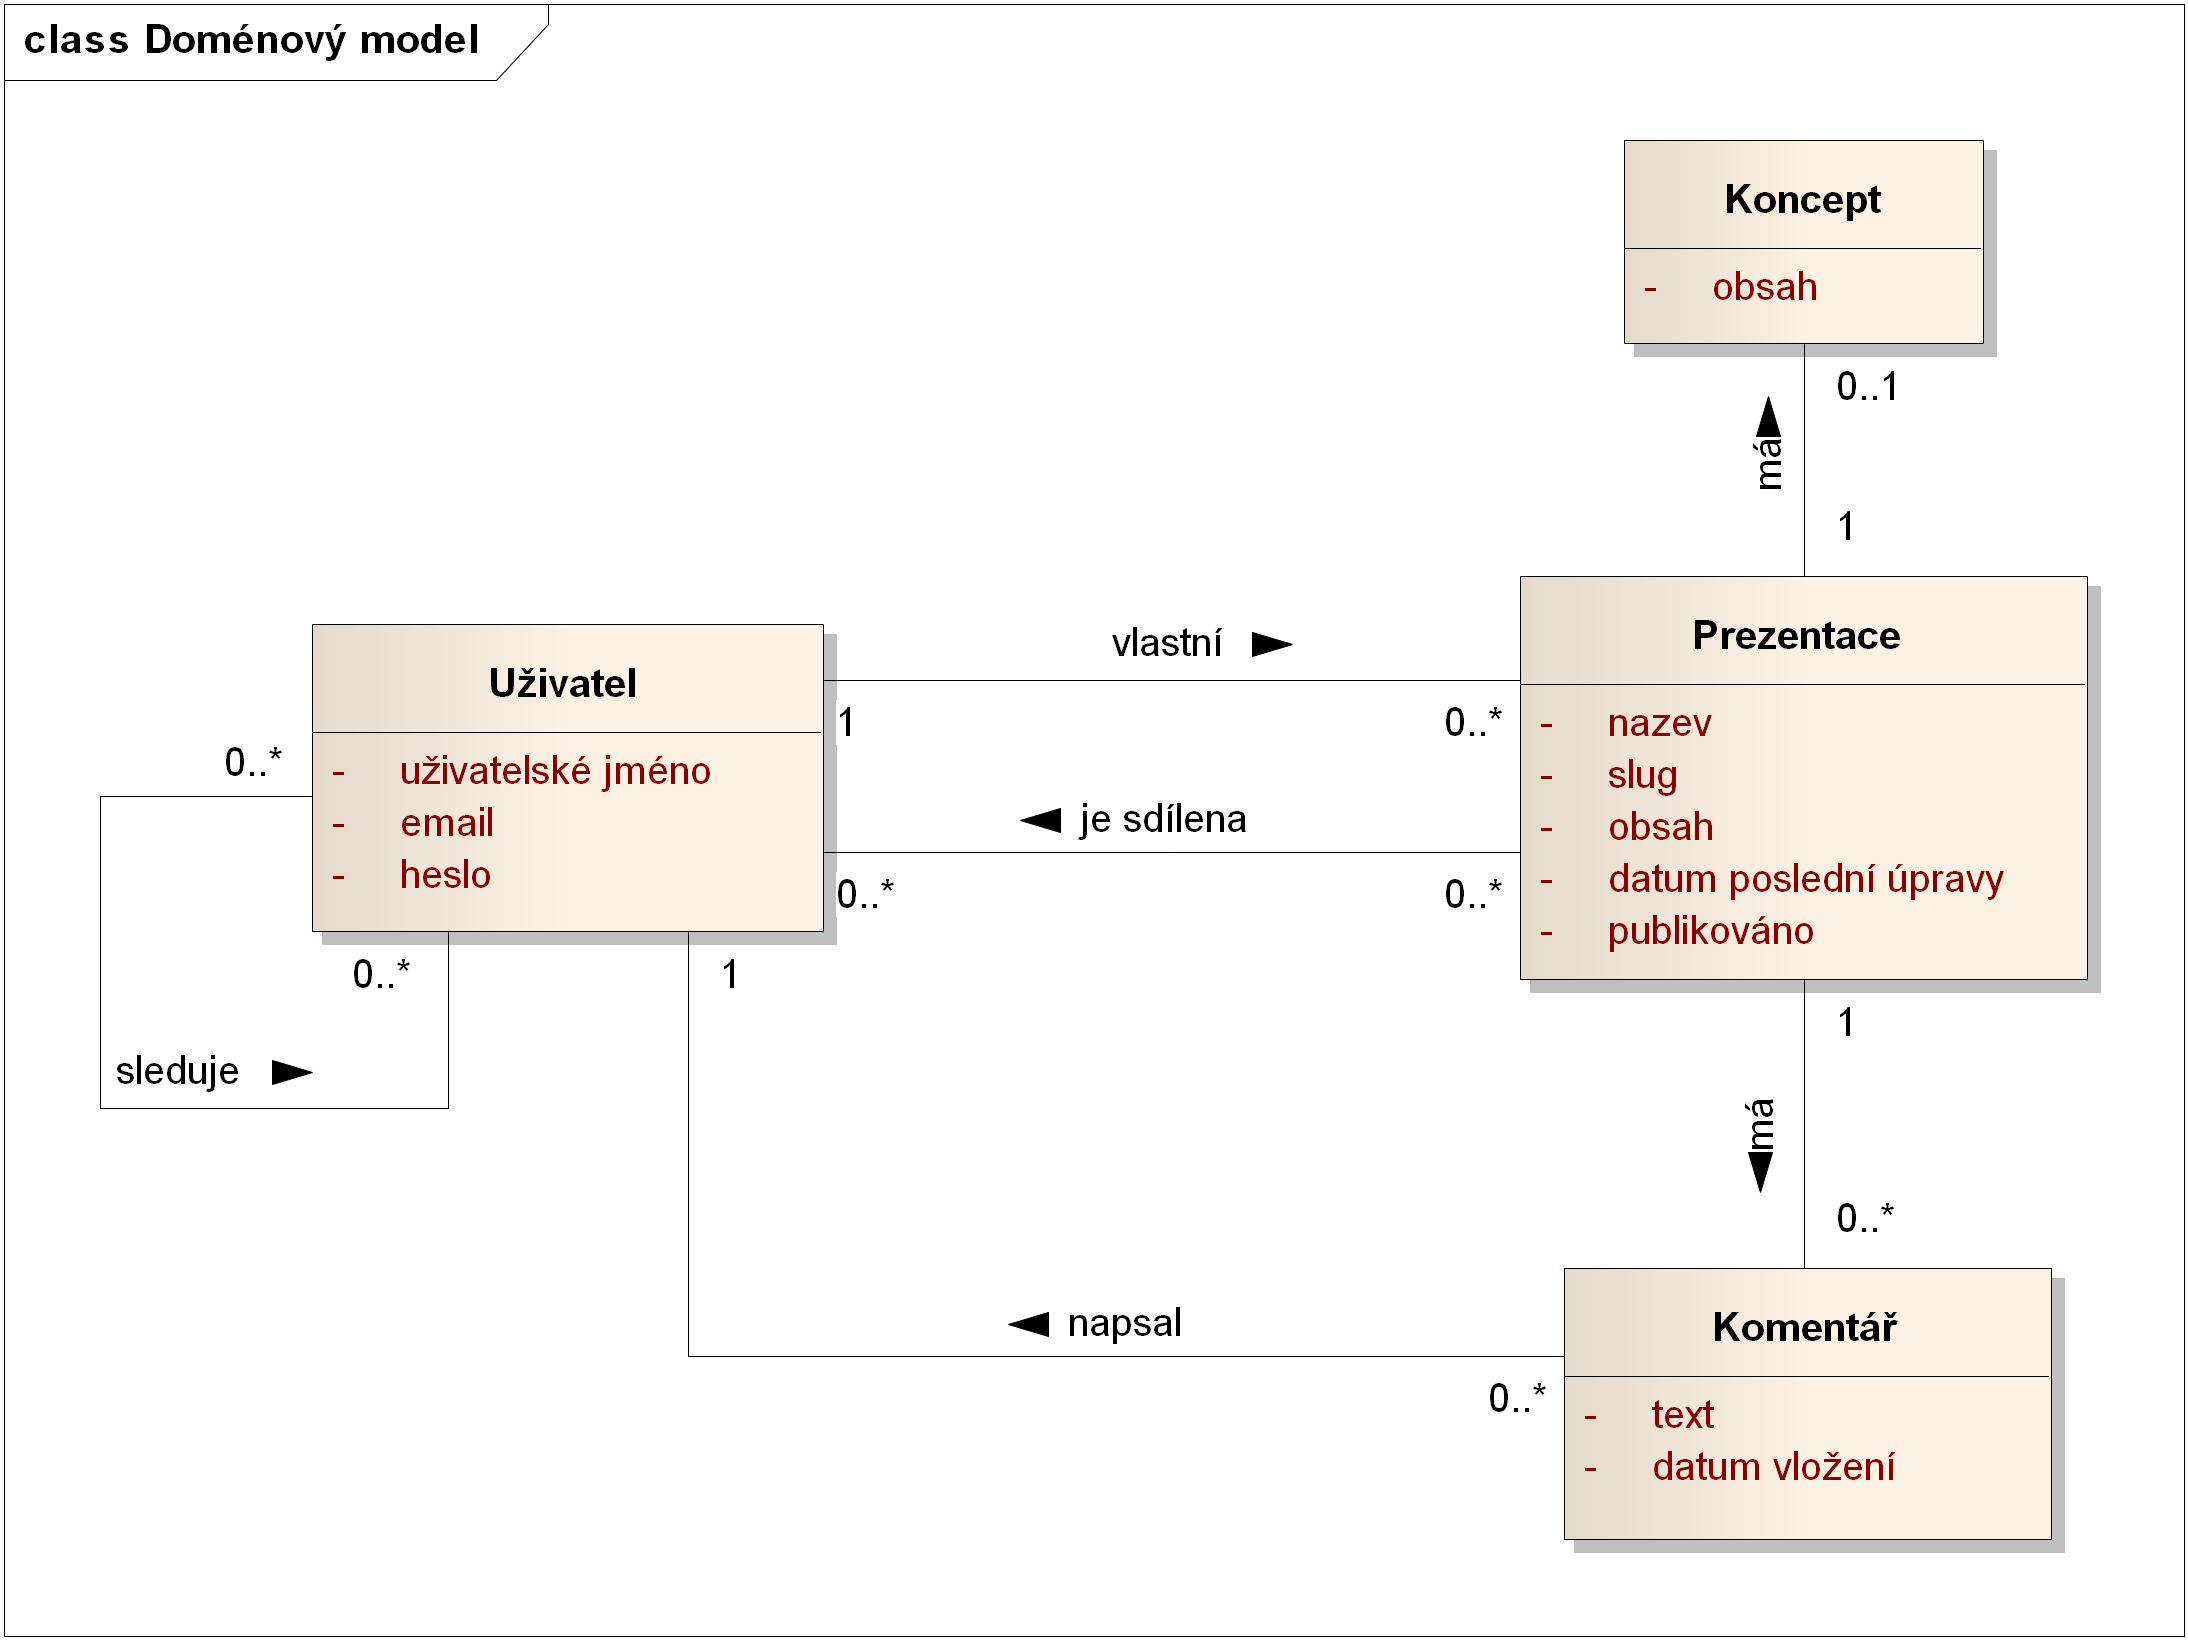 class Doménový model
Koncept
- obsah
0..1
má
1
Prezentace
- nazev
- slug
- obsah
- datum poslední úpravy
- publikováno
vlastní
1
0..*
je sdílena
0..*
0..*
Uživatel
- uživatelské jméno
- email
- heslo
0..*
0..*
sleduje
1
1
má
0..*
napsal
0..*
Komentář
- text
- datum vložení